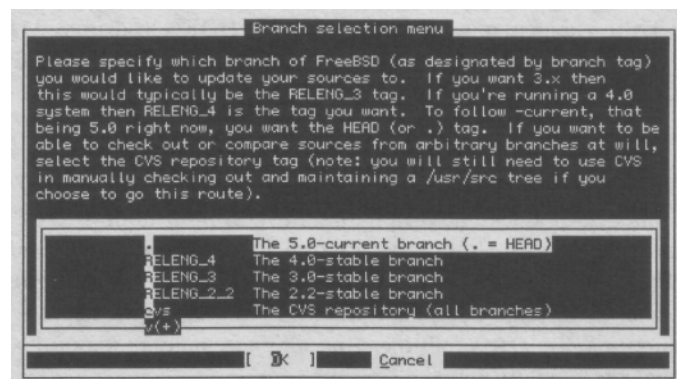 Branch selection menu
Please specify which branch of FreeBSD (as designated by branch tag)
you would like to update your sources to. If you want 3.x then
this would typically be the RELENG_3 tag. If you're running a 4.0
system then RELENG_4 is the tag you want. To follow -current, that
being 5.0 right now, you want the HEAD (or .) tag. If you want to be
able to check out or compare sources from arbitrary branches at will,
select the CVS repository tag (note: you will still need to use CVS
in manually checking out and maintaining a /usr/src tree if you
choose to go this route).
. The 5.0-current branch (. = HEAD)
RELENG_4 The 4.0-stable branch
RELENG_3 The 3.0-stable branch
RELENG_2_2 The 2.2-stable branch
cvs The CVS repository (all branches)
v(+)
[ OK ] Cancel